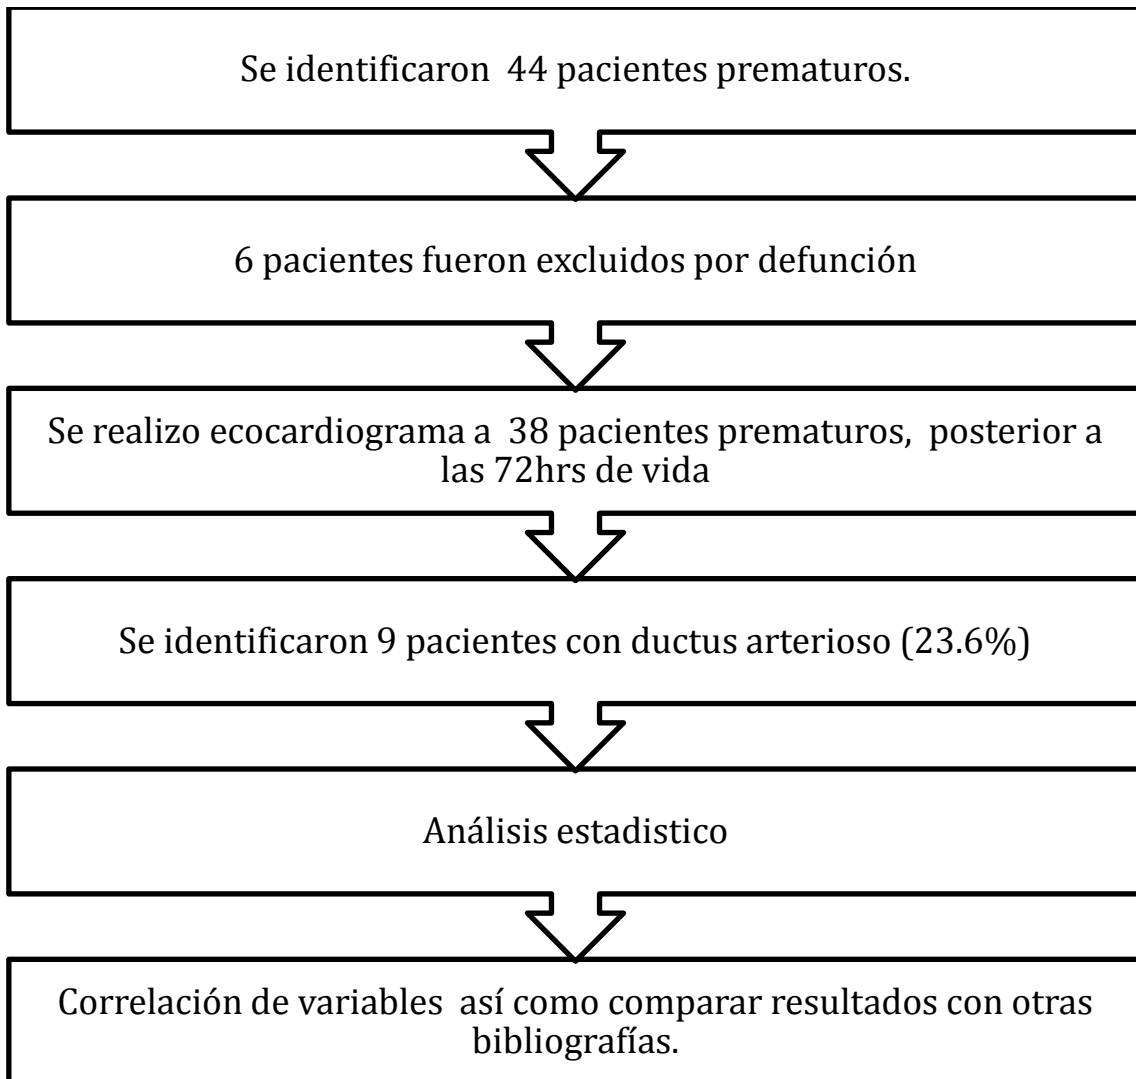 Se identificaron  44 pacientes prematuros.
6 pacientes fueron excluidos por defunción
Se realizo ecocardiograma a  38 pacientes prematuros,  posterior a
las 72hrs de vida
Se identificaron 9 pacientes con ductus arterioso (23.6%)
Análisis estadistico
Correlación de variables  así como comparar resultados con otras
bibliografías.